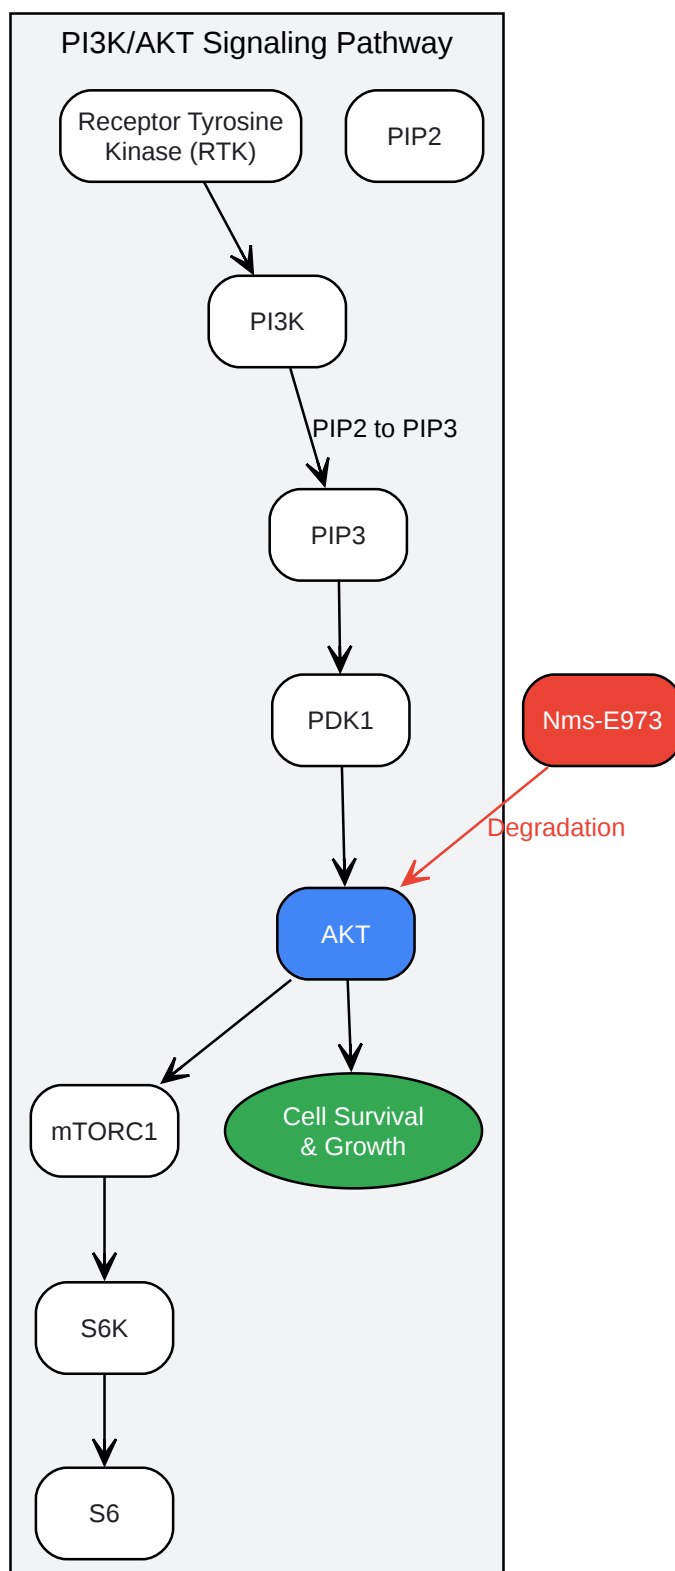 PI3K/AKT Signaling Pathway
Receptor Tyrosine
Kinase (RTK)
PIP2
PI3K
PIP2 to PIP3
PIP3
PDK1
Nms-E973
Degradation
AKT
mTORC1
Cell Survival
& Growth
S6K
S6